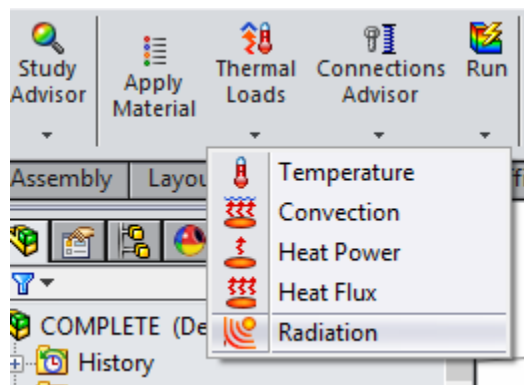 Study Advisor
Apply Material
Thermal Loads
Connections Advisor
Run
Assembly
Temperature
Convection
Heat Power
Heat Flux
Radiation
COMPLETE (De
History